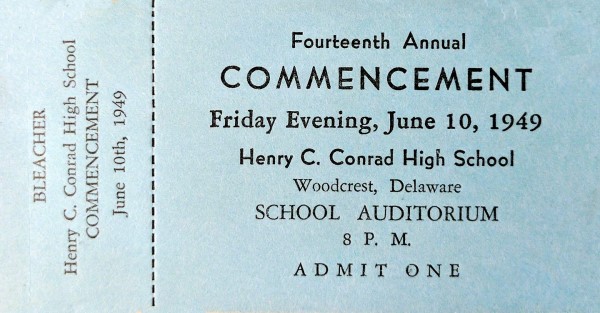 BLEACHER
Henry C. Conrad High School
COMMENCEMENT
June 10th, 1949
Fourteenth Annual
COMMENCEMENT
Friday Evening, June 10, 1949
Henry C. Conrad High School
Woodcrest, Delaware
SCHOOL AUDITORIUM
8 P. M.
ADMIT ONE